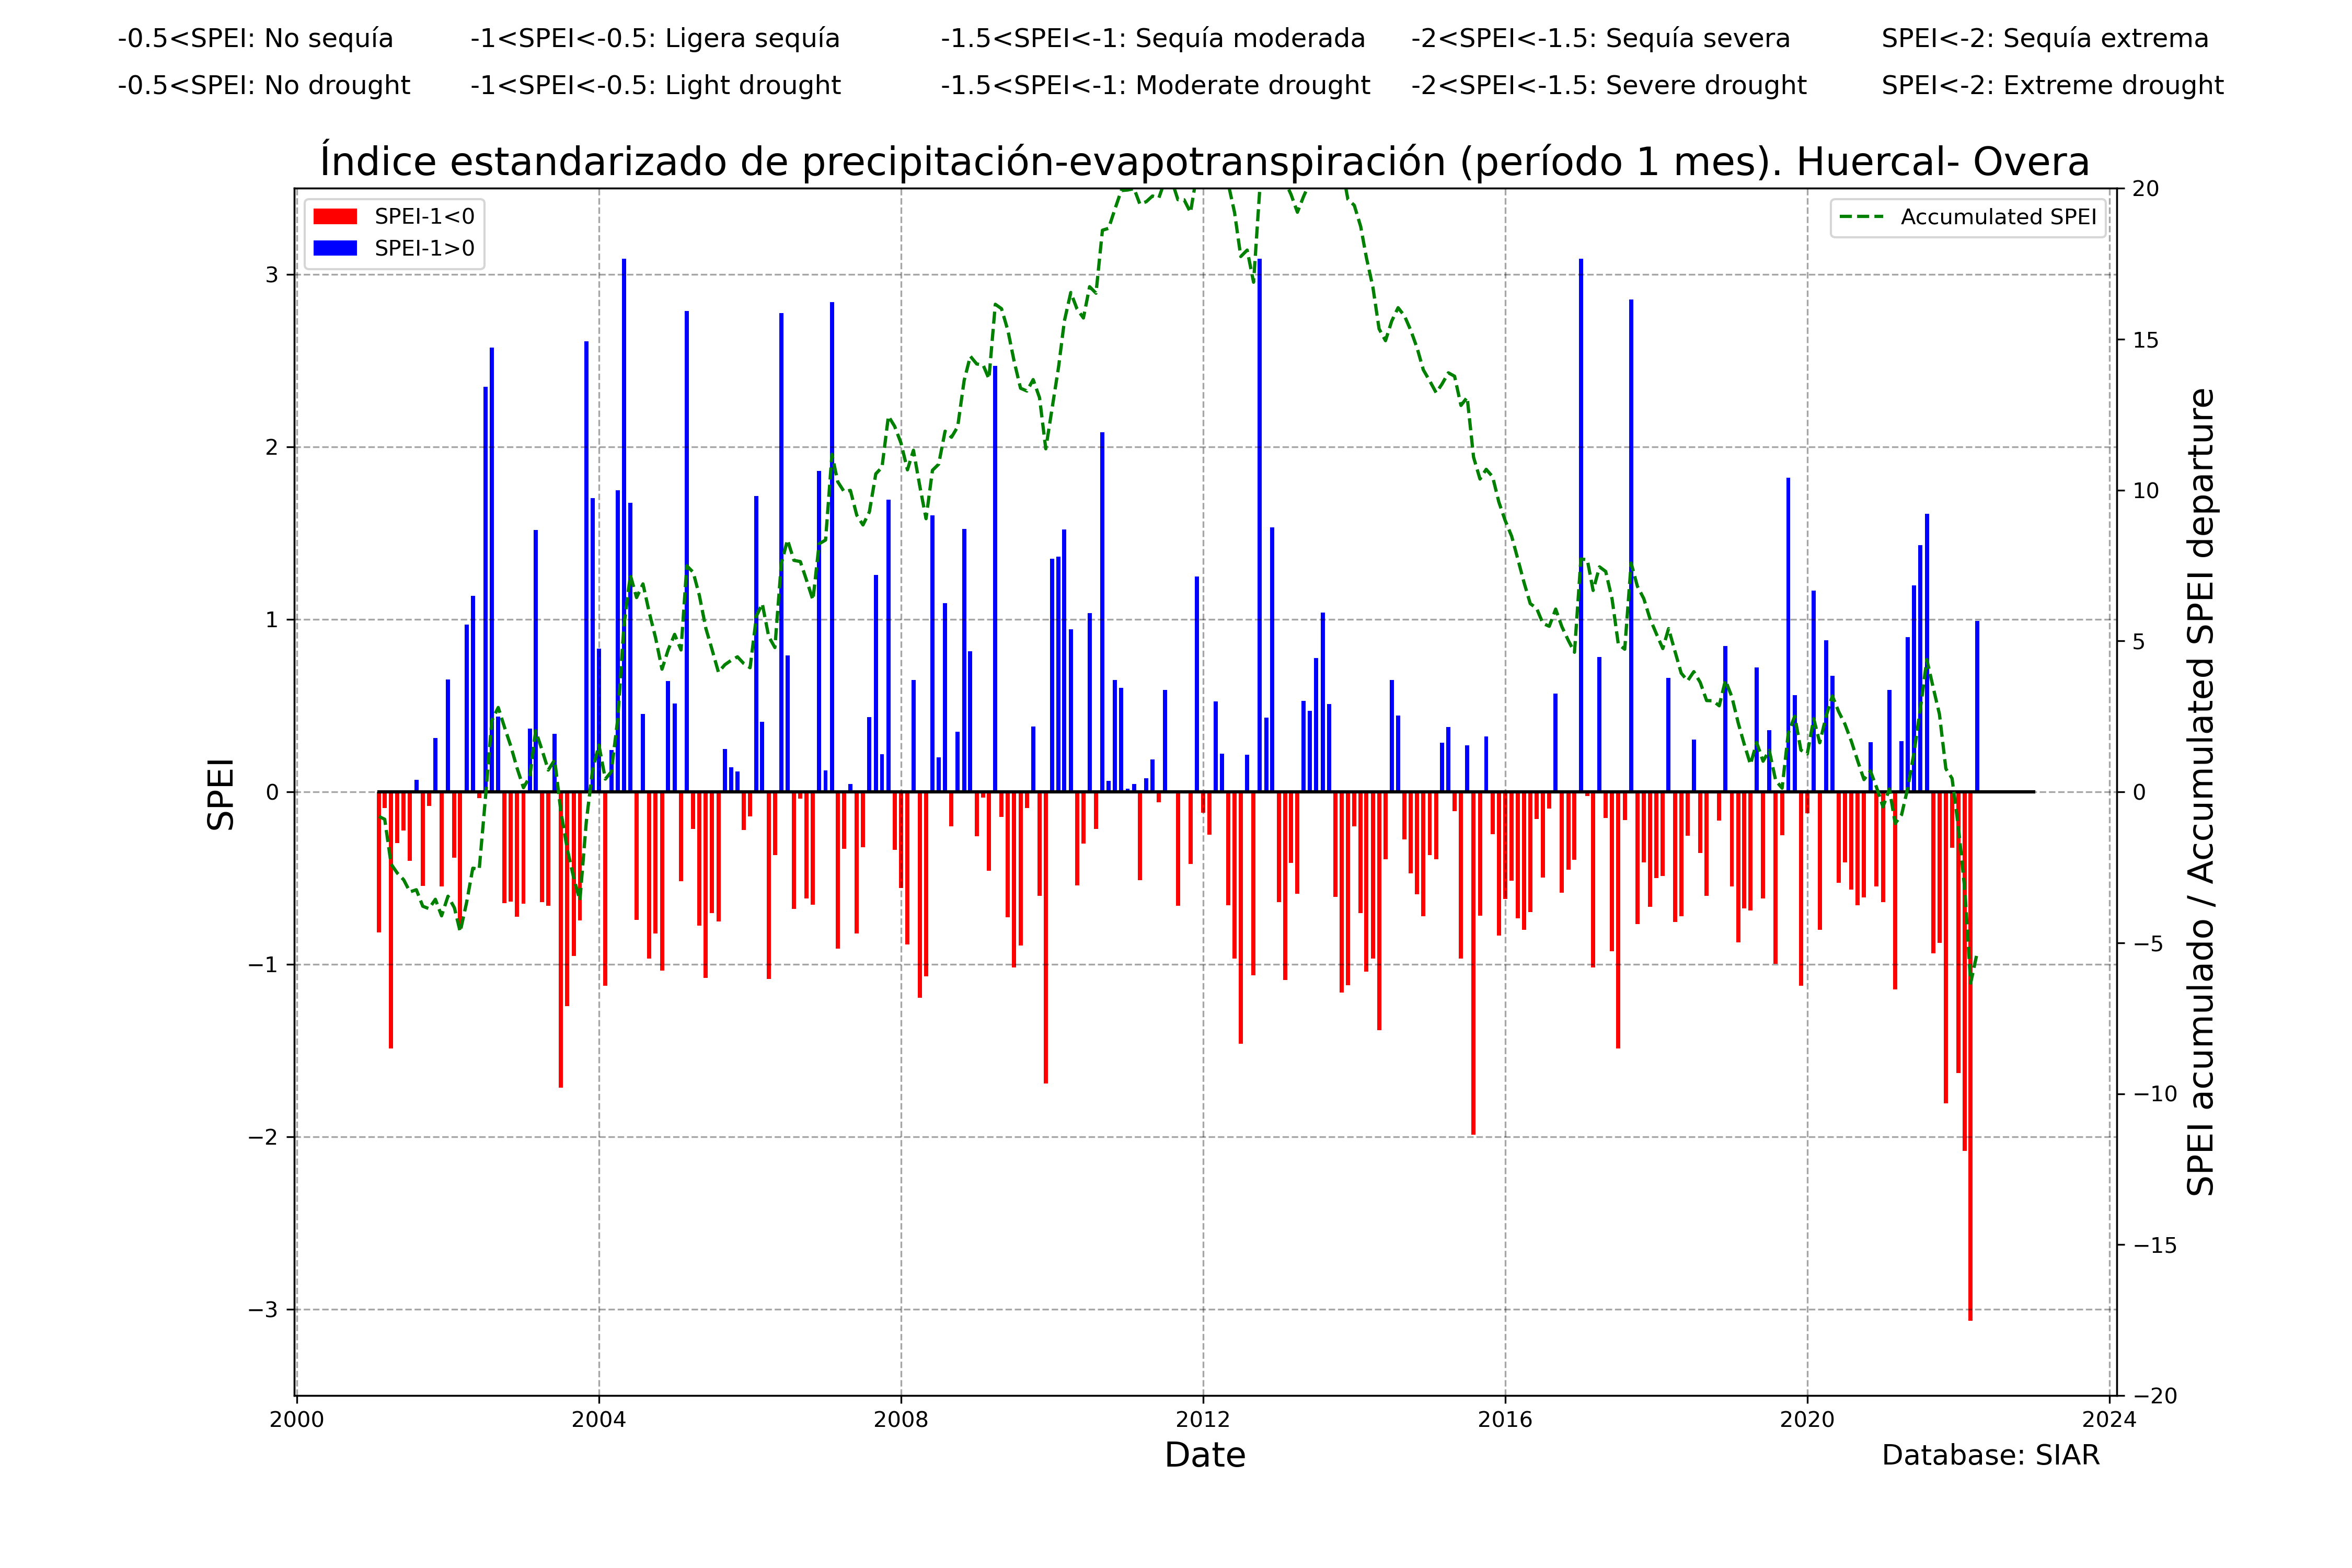 -0.5<SPEI: No sequía -1<SPEI<-0.5: Ligera sequía -1.5<SPEI<-1: Sequía moderada -2<SPEI<-1.5: Sequía severa SPEI<-2: Sequía extrema
-0.5<SPEI: No drought -1<SPEI<-0.5: Light drought -1.5<SPEI<-1: Moderate drought -2<SPEI<-1.5: Severe drought SPEI<-2: Extreme drought
Índice estandarizado de precipitación-evapotranspiración (período 1 mes). Huercal- Overa
SPEI-1<0
SPEI-1>0
Accumulated SPEI
SPEI
3
2
1
0
−1
−2
−3
20
15
10
5
0
−5
−10
−15
−20
SPEI acumulado / Accumulated SPEI departure
2000 2004 2008 2012 2016 2020 2024
Date
Database: SIAR